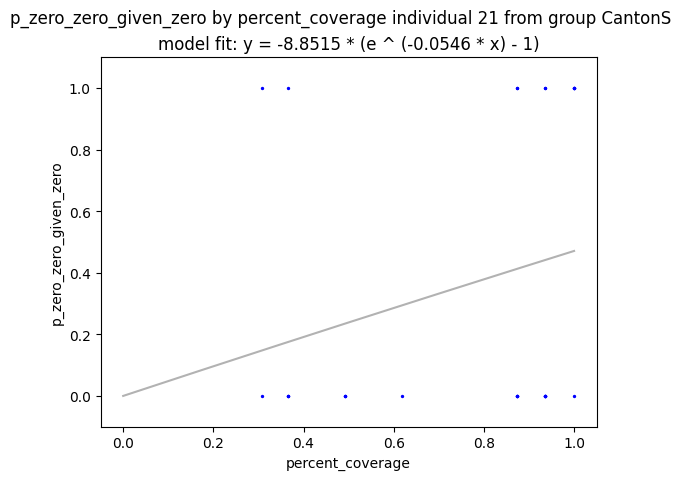 p_zero_zero_given_zero by percent_coverage individual 21 from group CantonS
model fit: y = -8.8515 * (e ^ (-0.0546 * x) - 1)
1.0
0.8
0.6
0.4
0.2
0.0
p_zero_zero_given_zero
0.0 0.2 0.4 0.6 0.8 1.0
percent_coverage